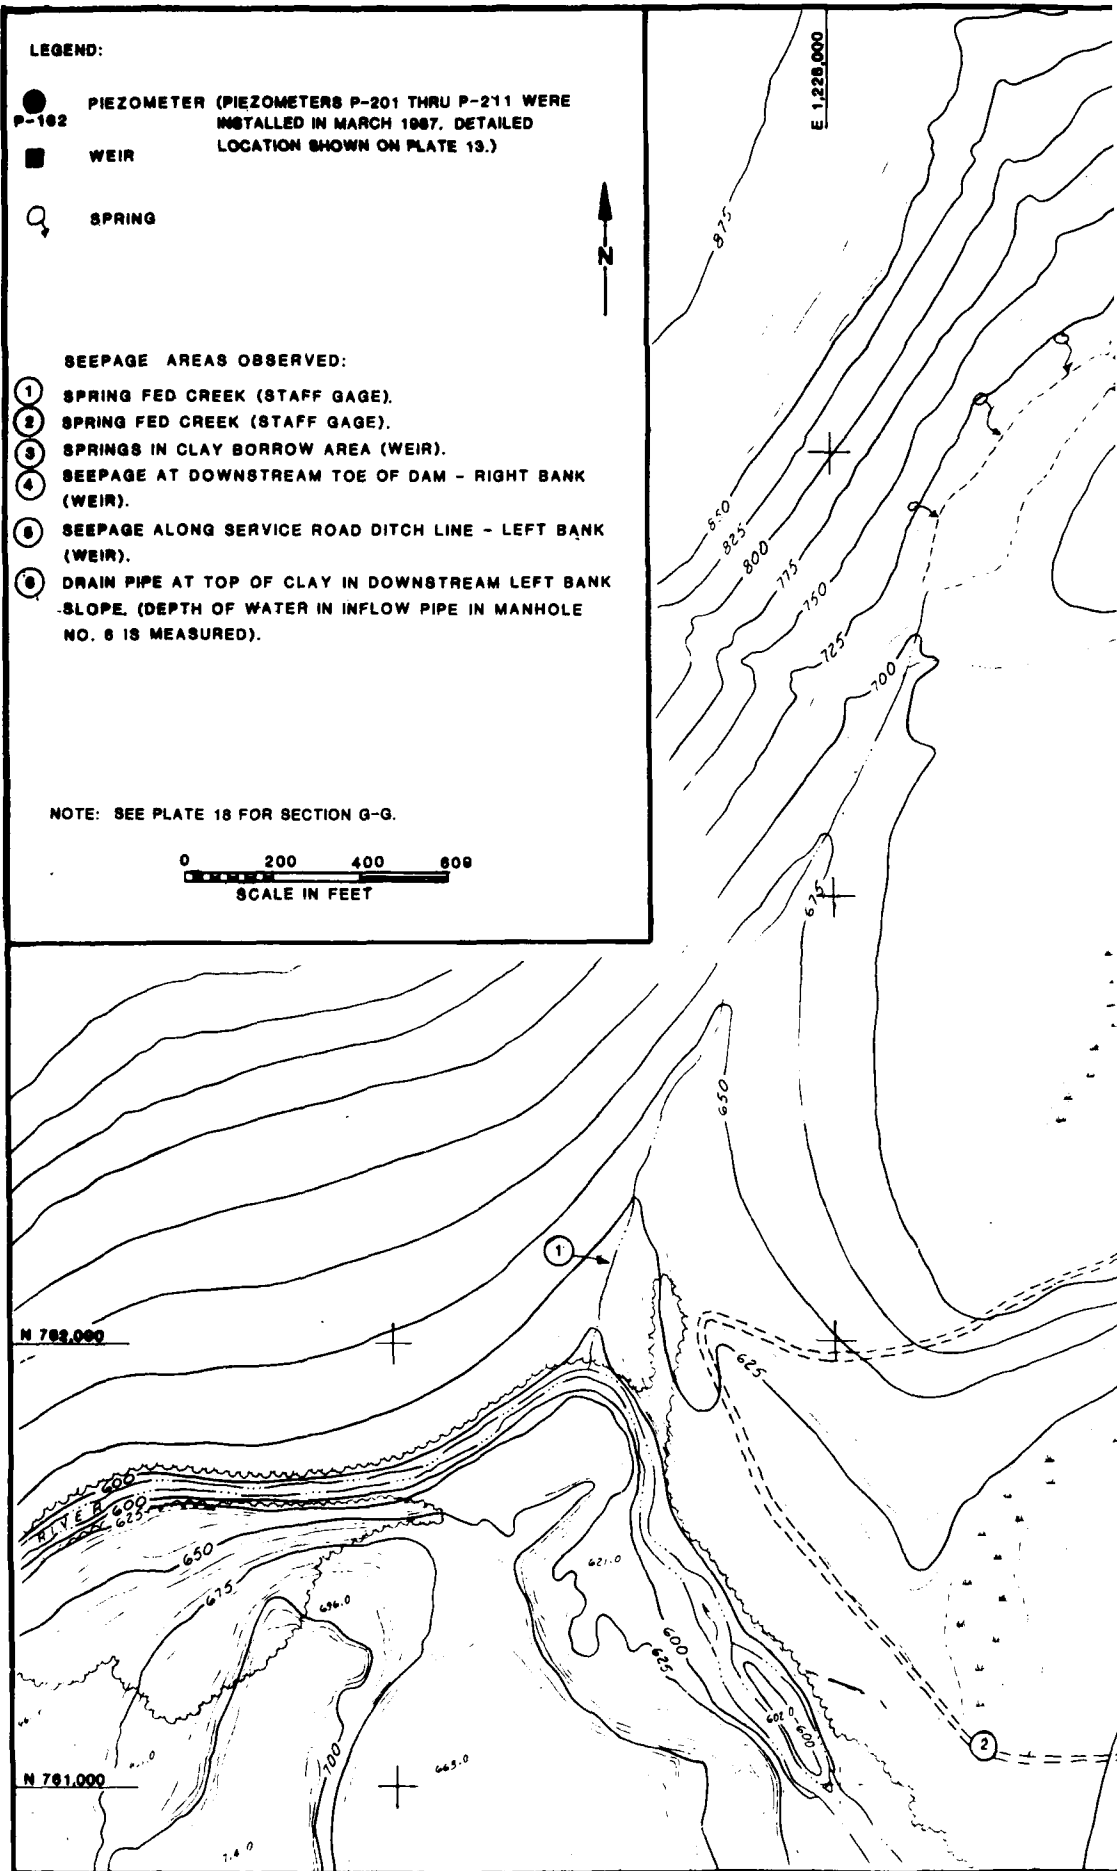 LEGEND:
P-162
PIEZOMETER (PIEZOMETERS P-201 THRU P-211 WERE
INSTALLED IN MARCH 1987. DETAILED
LOCATION SHOWN ON PLATE 13.)
WEIR
SPRING
N
SEEPAGE AREAS OBSERVED:
1 SPRING FED CREEK (STAFF GAGE).
2 SPRING FED CREEK (STAFF GAGE).
3 SPRINGS IN CLAY BORROW AREA (WEIR).
4 SEEPAGE AT DOWNSTREAM TOE OF DAM - RIGHT BANK
(WEIR).
5 SEEPAGE ALONG SERVICE ROAD DITCH LINE - LEFT BANK
(WEIR).
6 DRAIN PIPE AT TOP OF CLAY IN DOWNSTREAM LEFT BANK
SLOPE. (DEPTH OF WATER IN INFLOW PIPE IN MANHOLE
NO. 6 IS MEASURED).
NOTE: SEE PLATE 18 FOR SECTION G-G.
0 200 400 600
SCALE IN FEET
E 1,228,000
875
850
825
800
775
750
725
700
675
650
1
N 762,000
625
600
RIVER
600
625
650
675
696.0
621.0
600
625
602.0
600
2
N 761,000
700
663.0